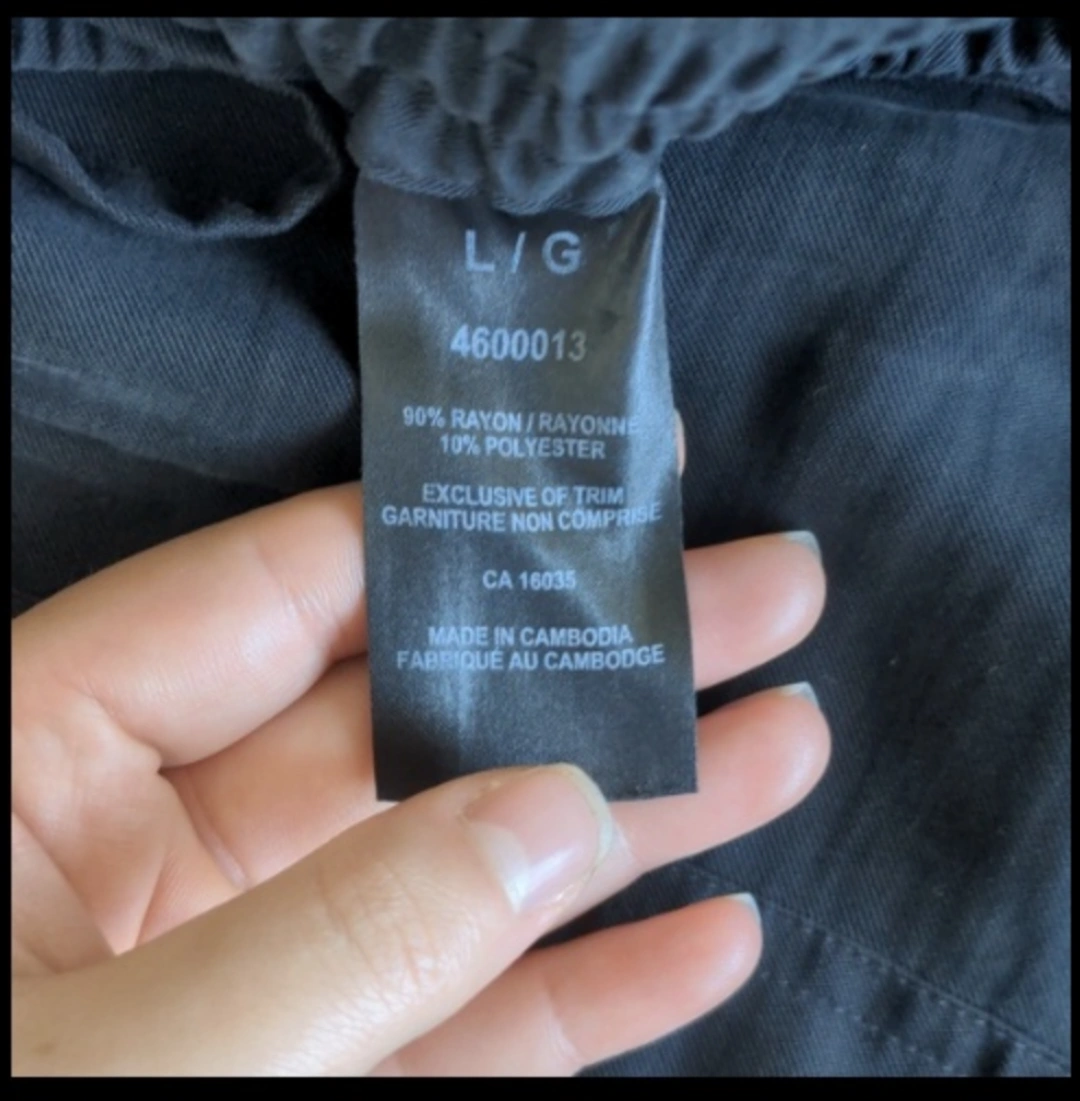 L / G
4600013
90% RAYON / RAYONNE
10% POLYESTER
EXCLUSIVE OF TRIM
GARNITURE NON COMPRISE
CA 16035
MADE IN CAMBODIA
FABRIQUÉ AU CAMBODGE